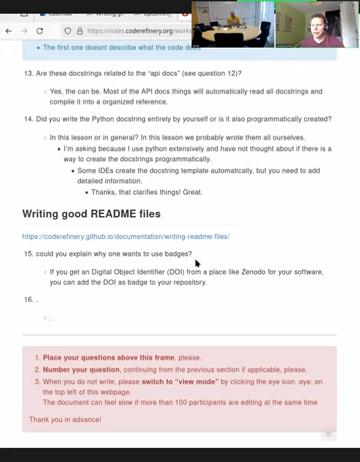 Calendar
Writing g
Upcoming
https://notes.coderefinery.org/works
The first one doesnt describe what the code does
13. Are these docstrings related to the “api docs” (see question 12)?
Yes, the can be. Most of the API docs things will automatically read all docstrings and
compile it into a organized reference.
14. Did you write the Python docstring entirely by yourself or is it also programically created?
In this lesson or in general? In this lesson we probably wrote them all ourselves.
I'm asking because I use python extensively and have not thought about if there is a
way to create the docstrings programically.
Some IDEs create the docstring template automatically, but you need to add
detailed information.
Thanks, that clarifies things! Great.
Writing good README files
https://coderefinery.github.io/documentation/writing-readme-files/
15. could you explain why one wants to use badges?
If you get an Digital Object Identifier (DOI) from a place like Zenodo for your software,
you can add the DOI as badge to your repository.
16. .
.
1. Place your questions above this frame, please.
2. Number your question, continuing from the previous section if applicable, please.
3. When you do not write, please switch to “view mode” by clicking the eye icon :eye: on
the top left of this webpage.
The document can feel slow if more than 100 participants are editing at the same time
Thank you in advance!